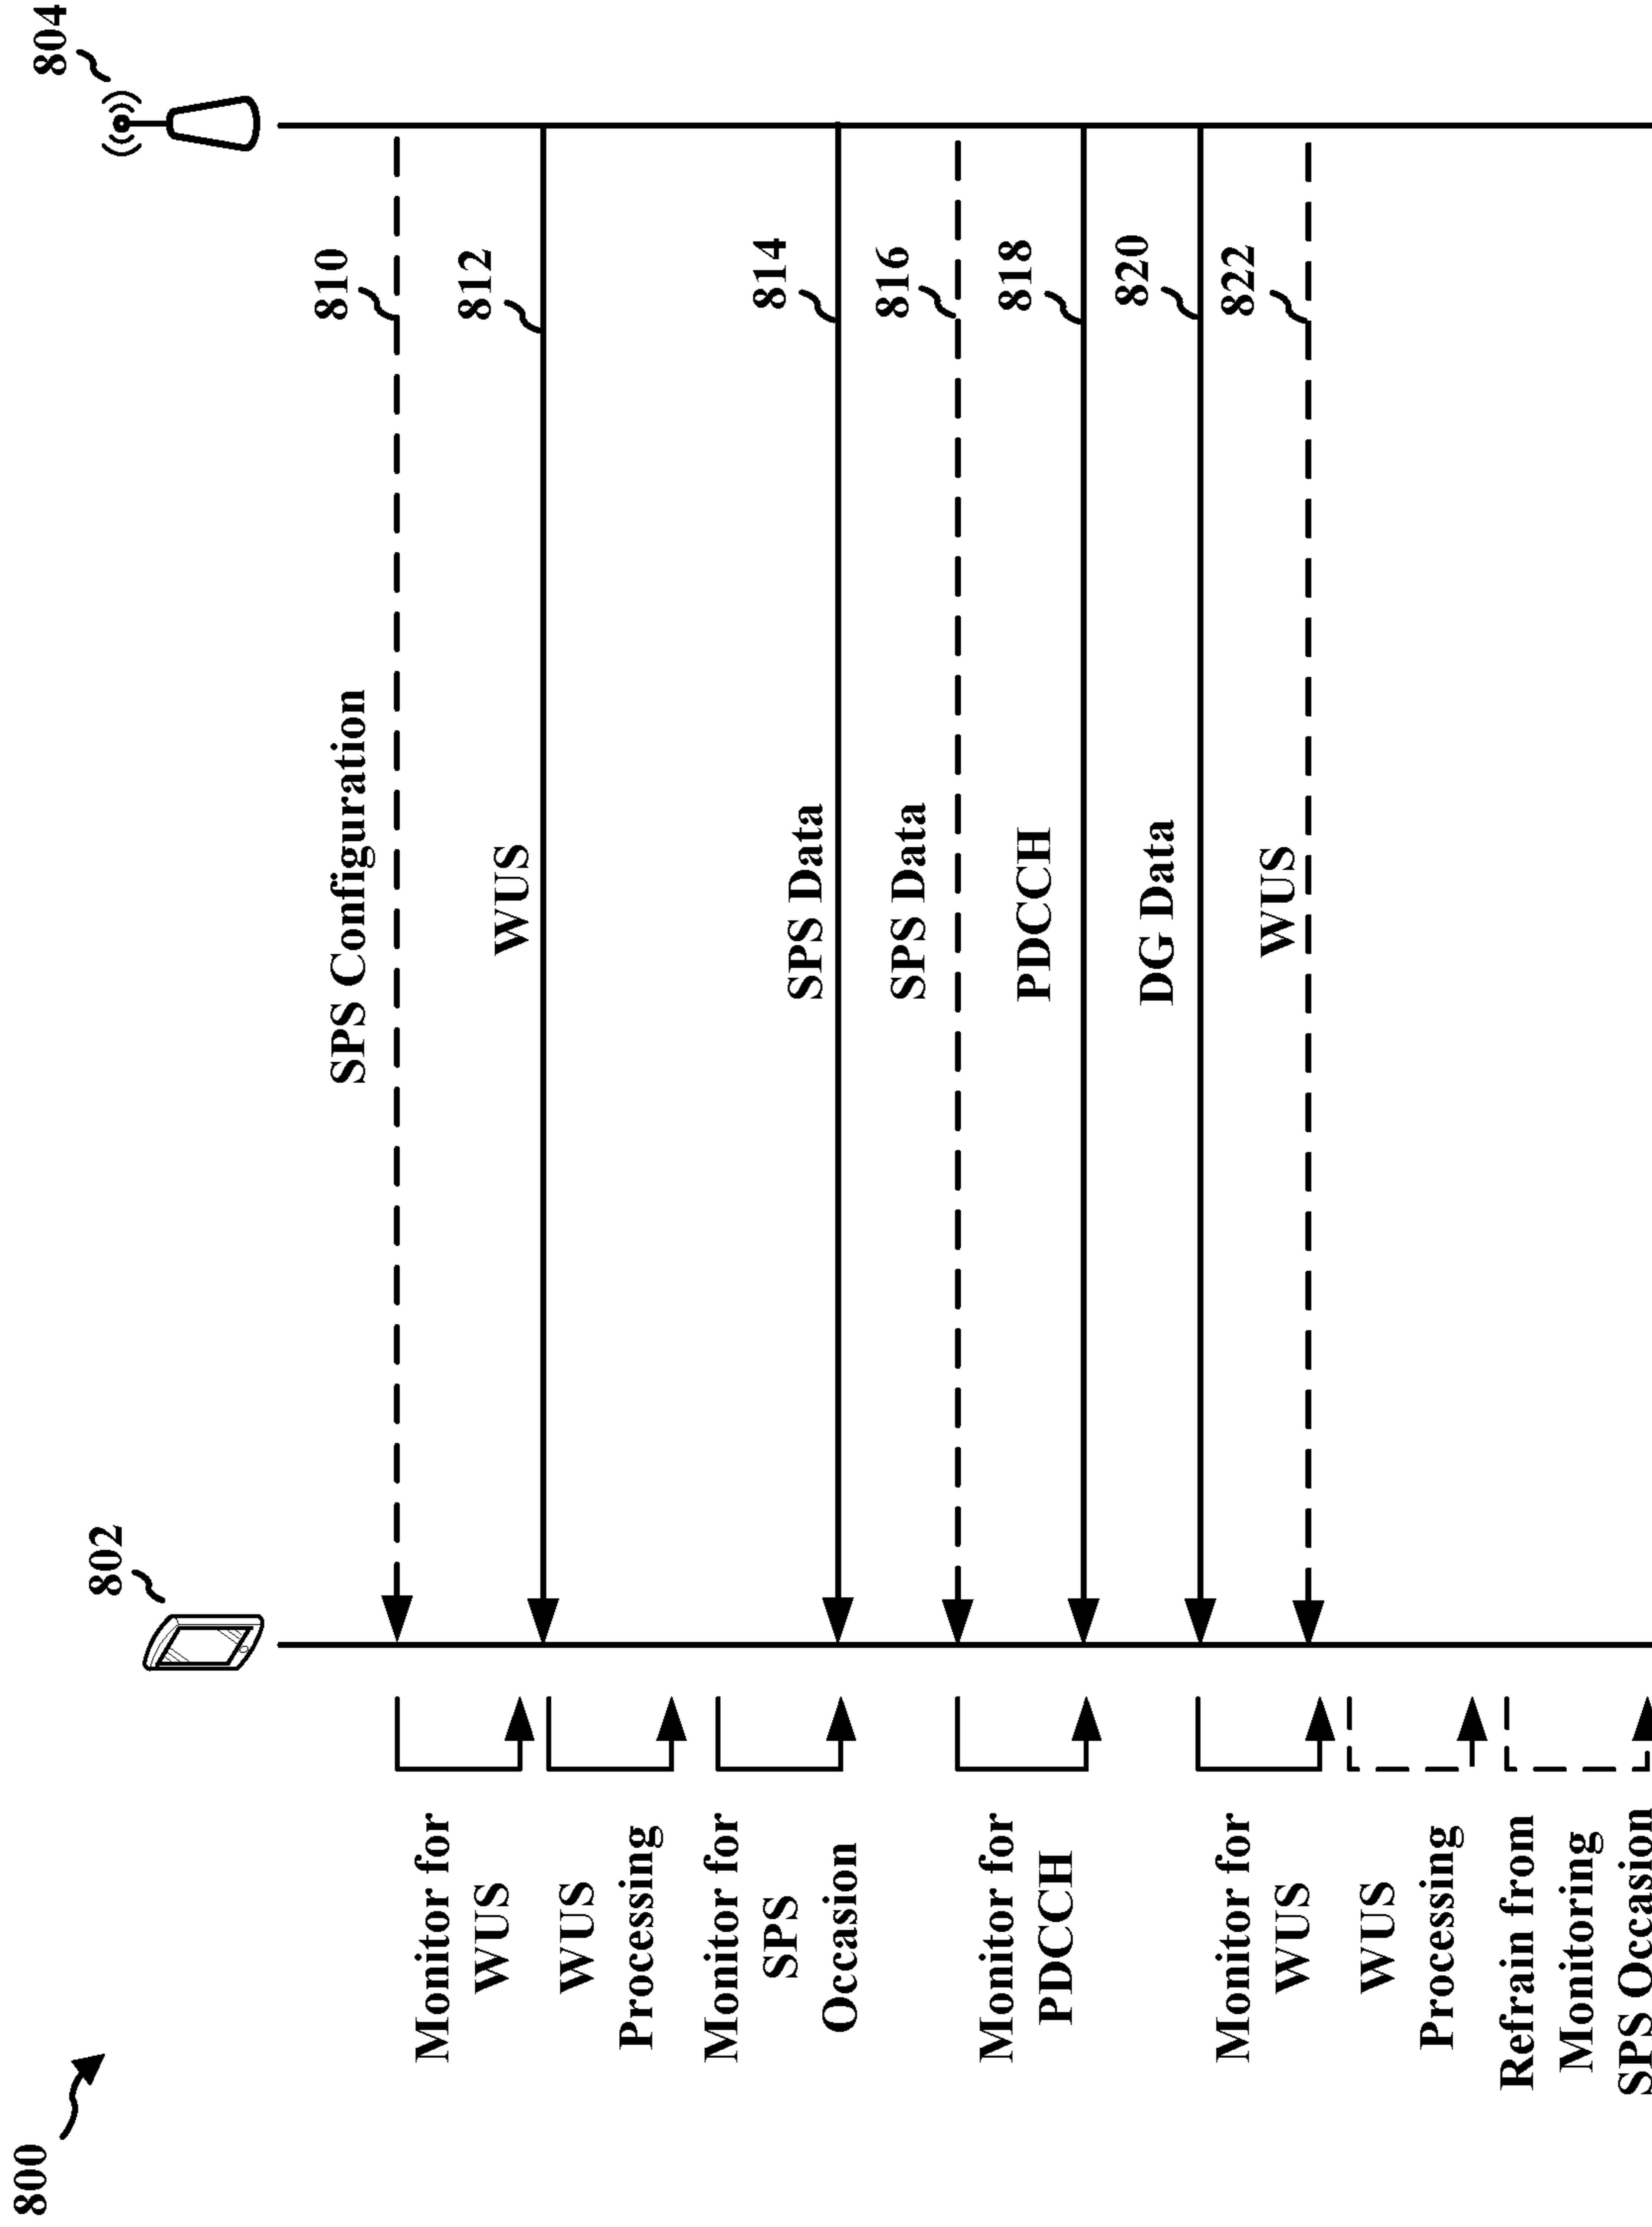 800
802
804
810
SPS Configuration
Monitor for
WUS
812
WUS
WUS
Processing
Monitor for
SPS
Occasion
814
SPS Data
816
SPS Data
Monitor for
PDCCH
818
PDCCH
820
DG Data
Monitor for
WUS
822
WUS
WUS
Processing
Refrain from
Monitoring
SPS Occasion